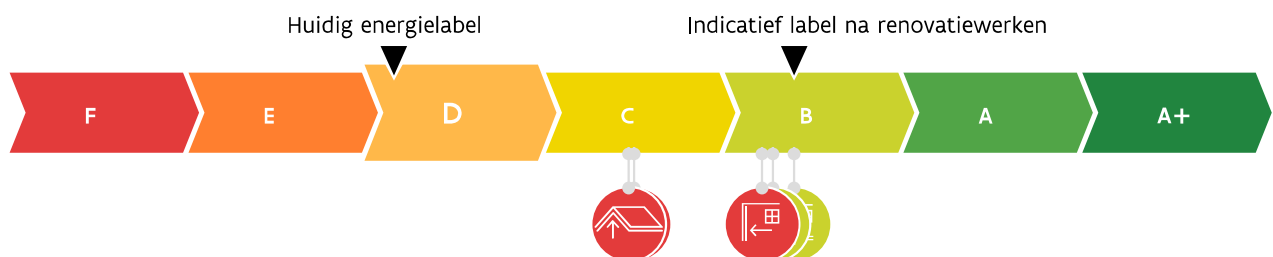 Huidig energielabel
Indicatief label na renovatiewerken
F
E
D
C
B
A
A+